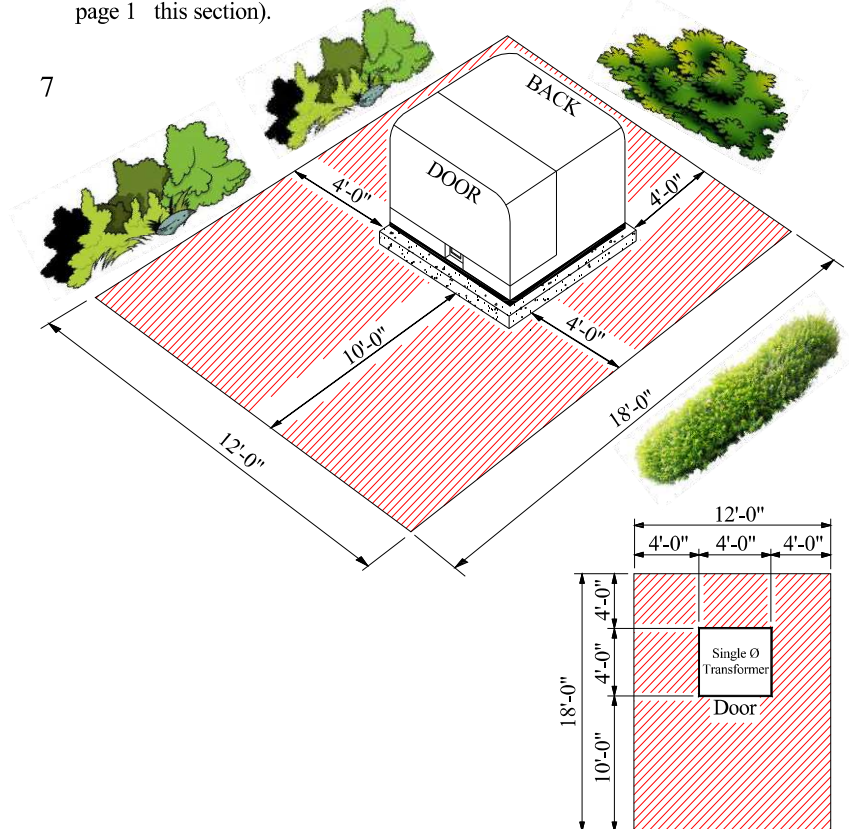 page 1 this section).
7
BACK
DOOR
4'-0"
4'-0"
4'-0"
10'-0"
12'-0"
18'-0"
12'-0"
4'-0" 4'-0" 4'-0"
4'-0"
4'-0"
10'-0"
18'-0"
Single Ø
Transformer
Door